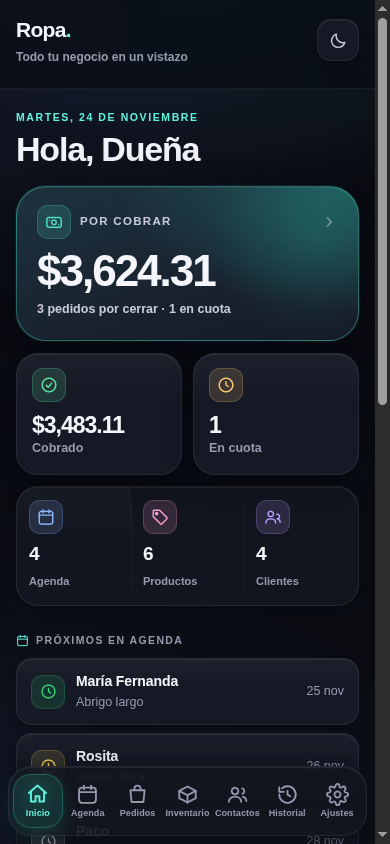 Ropa.
Todo tu negocio en un vistazo
MARTES, 24 DE NOVIEMBRE
Hola, Dueña
POR COBRAR
$3,624.31
3 pedidos por cerrar · 1 en cuota
$3,483.11
Cobrado
1
En cuota
4
Agenda
6
Productos
4
Clientes
PRÓXIMOS EN AGENDA
María Fernanda
Abrigo largo
25 nov
Rosita
Vestido floral
26 nov
Inicio
Agenda
Pedidos
Inventario
Contactos
Historial
Ajustes
Paco
28 nov